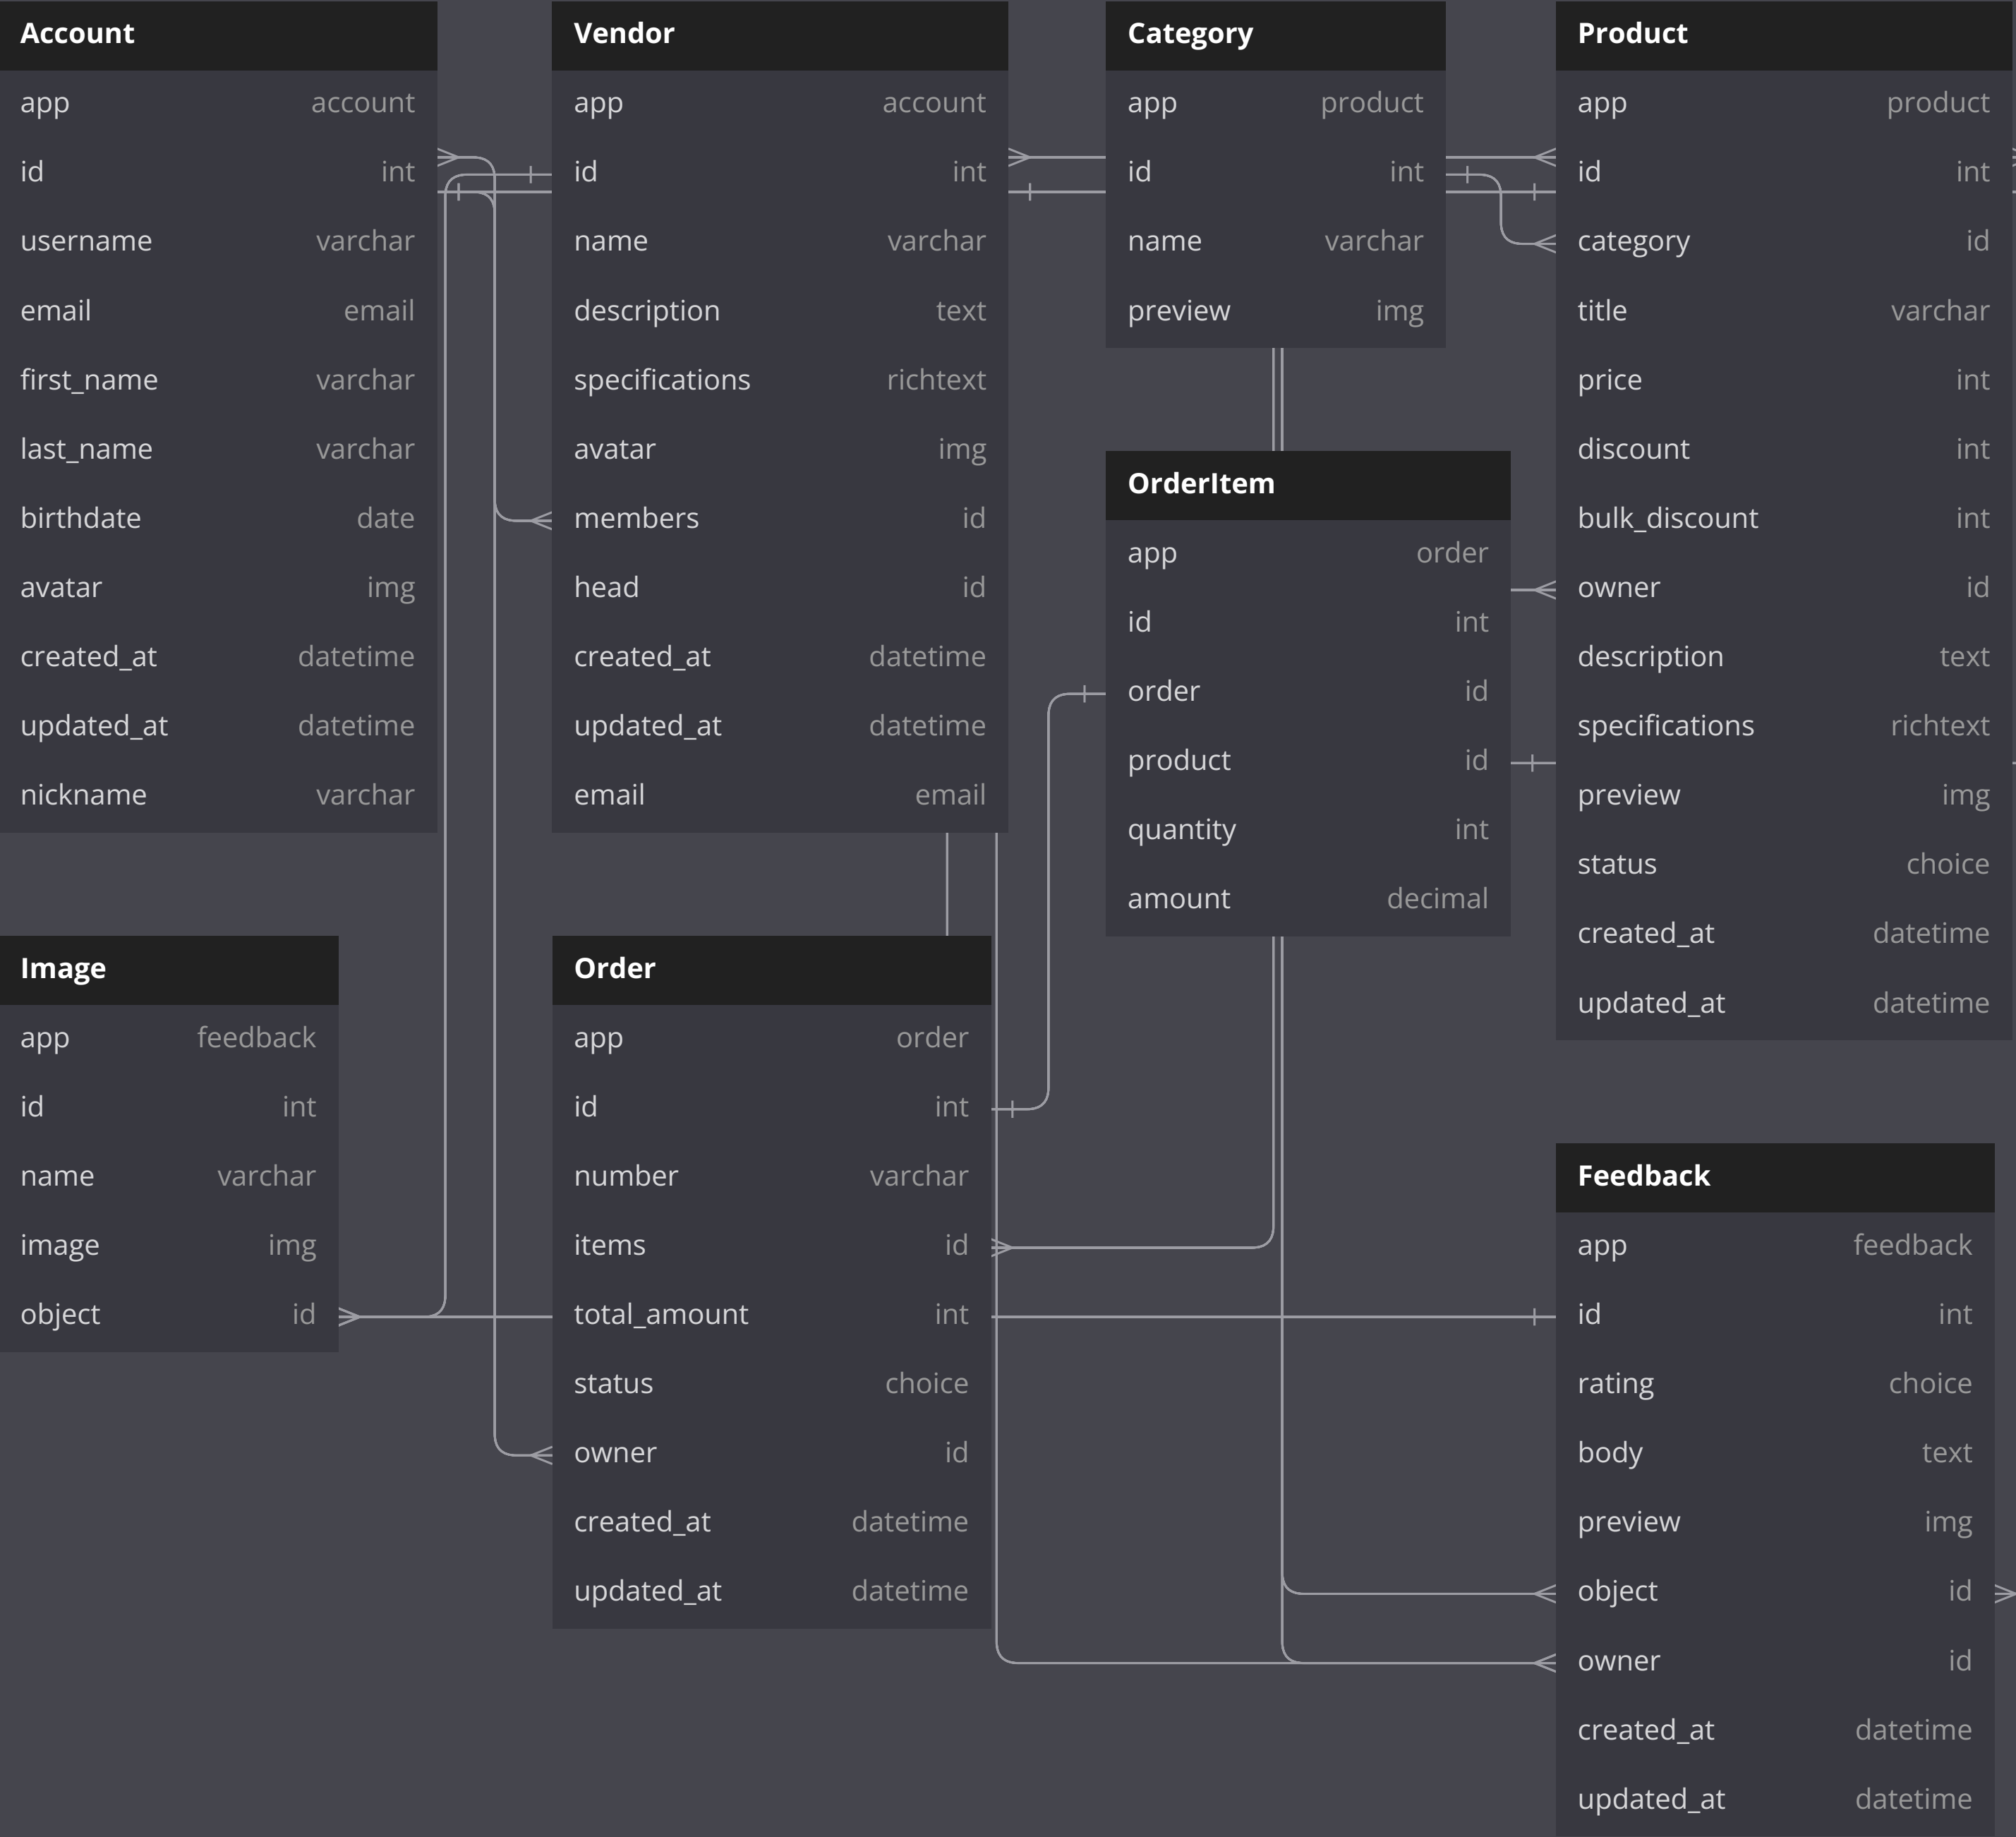 Account
app account
id int
username varchar
email email
first_name varchar
last_name varchar
birthdate date
avatar img
created_at datetime
updated_at datetime
nickname varchar
Vendor
app account
id int
name varchar
description text
specifications richtext
avatar img
members id
head id
created_at datetime
updated_at datetime
email email
Category
app product
id int
name varchar
preview img
Product
app product
id int
category id
title varchar
price int
discount int
bulk_discount int
owner id
description text
specifications richtext
preview img
status choice
created_at datetime
updated_at datetime
OrderItem
app order
id int
order id
product id
quantity int
amount decimal
Image
app feedback
id int
name varchar
image img
object id
Order
app order
id int
number varchar
items id
total_amount int
status choice
owner id
created_at datetime
updated_at datetime
Feedback
app feedback
id int
rating choice
body text
preview img
object id
owner id
created_at datetime
updated_at datetime